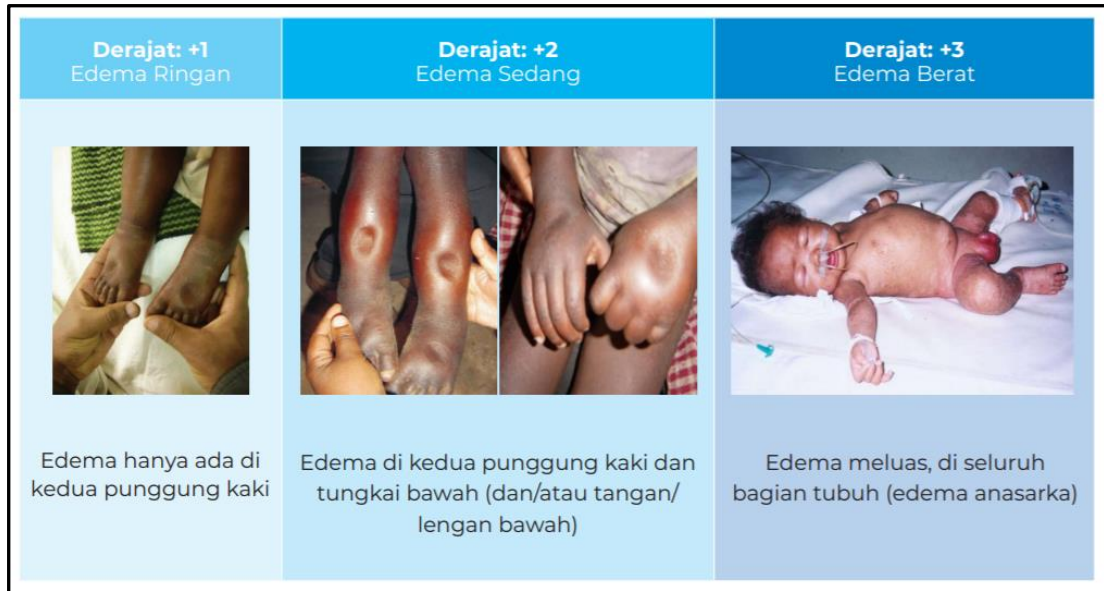 Derajat: +1
Edema Ringan
Derajat: +2
Edema Sedang
Derajat: +3
Edema Berat
Edema hanya ada di
kedua punggung kaki
Edema di kedua punggung kaki dan
tungkai bawah (dan/atau tangan/
lengan bawah)
Edema meluas, di seluruh
bagian tubuh (edema anasarka)